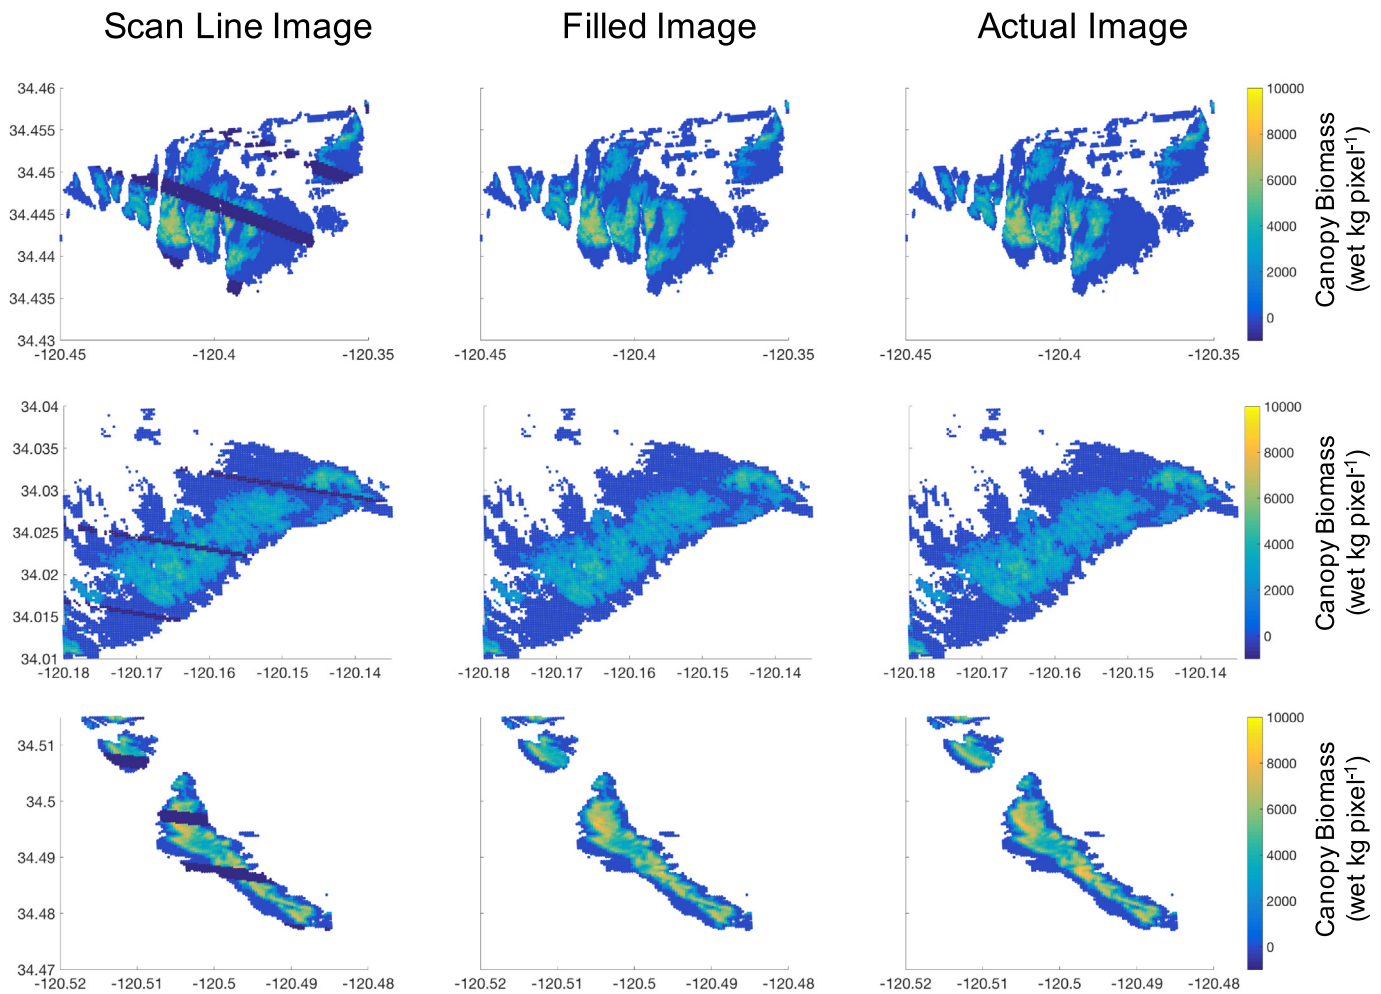 Scan Line Image Filled Image Actual Image
34.46
34.455
34.45
34.445
34.44
34.435
34.43
-120.45 -120.4 -120.35
-120.45 -120.4 -120.35
-120.45 -120.4 -120.35
10000
8000
6000
4000
2000
0
Canopy Biomass
(wet kg pixel-1)
34.04
34.035
34.03
34.025
34.02
34.015
34.01
-120.18 -120.17 -120.16 -120.15 -120.14
-120.18 -120.17 -120.16 -120.15 -120.14
-120.18 -120.17 -120.16 -120.15 -120.14
10000
8000
6000
4000
2000
0
Canopy Biomass
(wet kg pixel-1)
34.51
34.5
34.49
34.48
34.47
-120.52 -120.51 -120.5 -120.49 -120.48
-120.52 -120.51 -120.5 -120.49 -120.48
-120.52 -120.51 -120.5 -120.49 -120.48
10000
8000
6000
4000
2000
0
Canopy Biomass
(wet kg pixel-1)